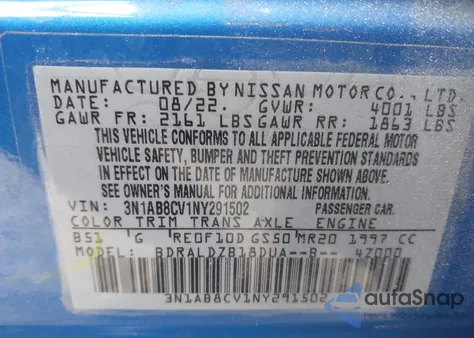 MANUFACTURED BY NISSAN MOTOR CO., LTD.
DATE: 08/22. GVWR: 4001 LBS
GAWR FR: 2161 LBS GAWR RR: 1863 LBS
THIS VEHICLE CONFORMS TO ALL APPLICABLE FEDERAL MOTOR
VEHICLE SAFETY, BUMPER AND THEFT PREVENTION STANDARDS
IN EFFECT ON THE DATE OF MANUFACTURE SHOWN ABOVE.
SEE OWNER'S MANUAL FOR ADDITIONAL INFORMATION.
VIN: 3N1AB8CV1NY291502 PASSENGER CAR.
COLOR TRIM TRANS AXLE ENGINE
B51 G RE0F10D GS50 MR20 1997 CC
MODEL: BDRALDZB18DUA--B-- 4Z000
3N1AB8CV1NY291502
autoSnap